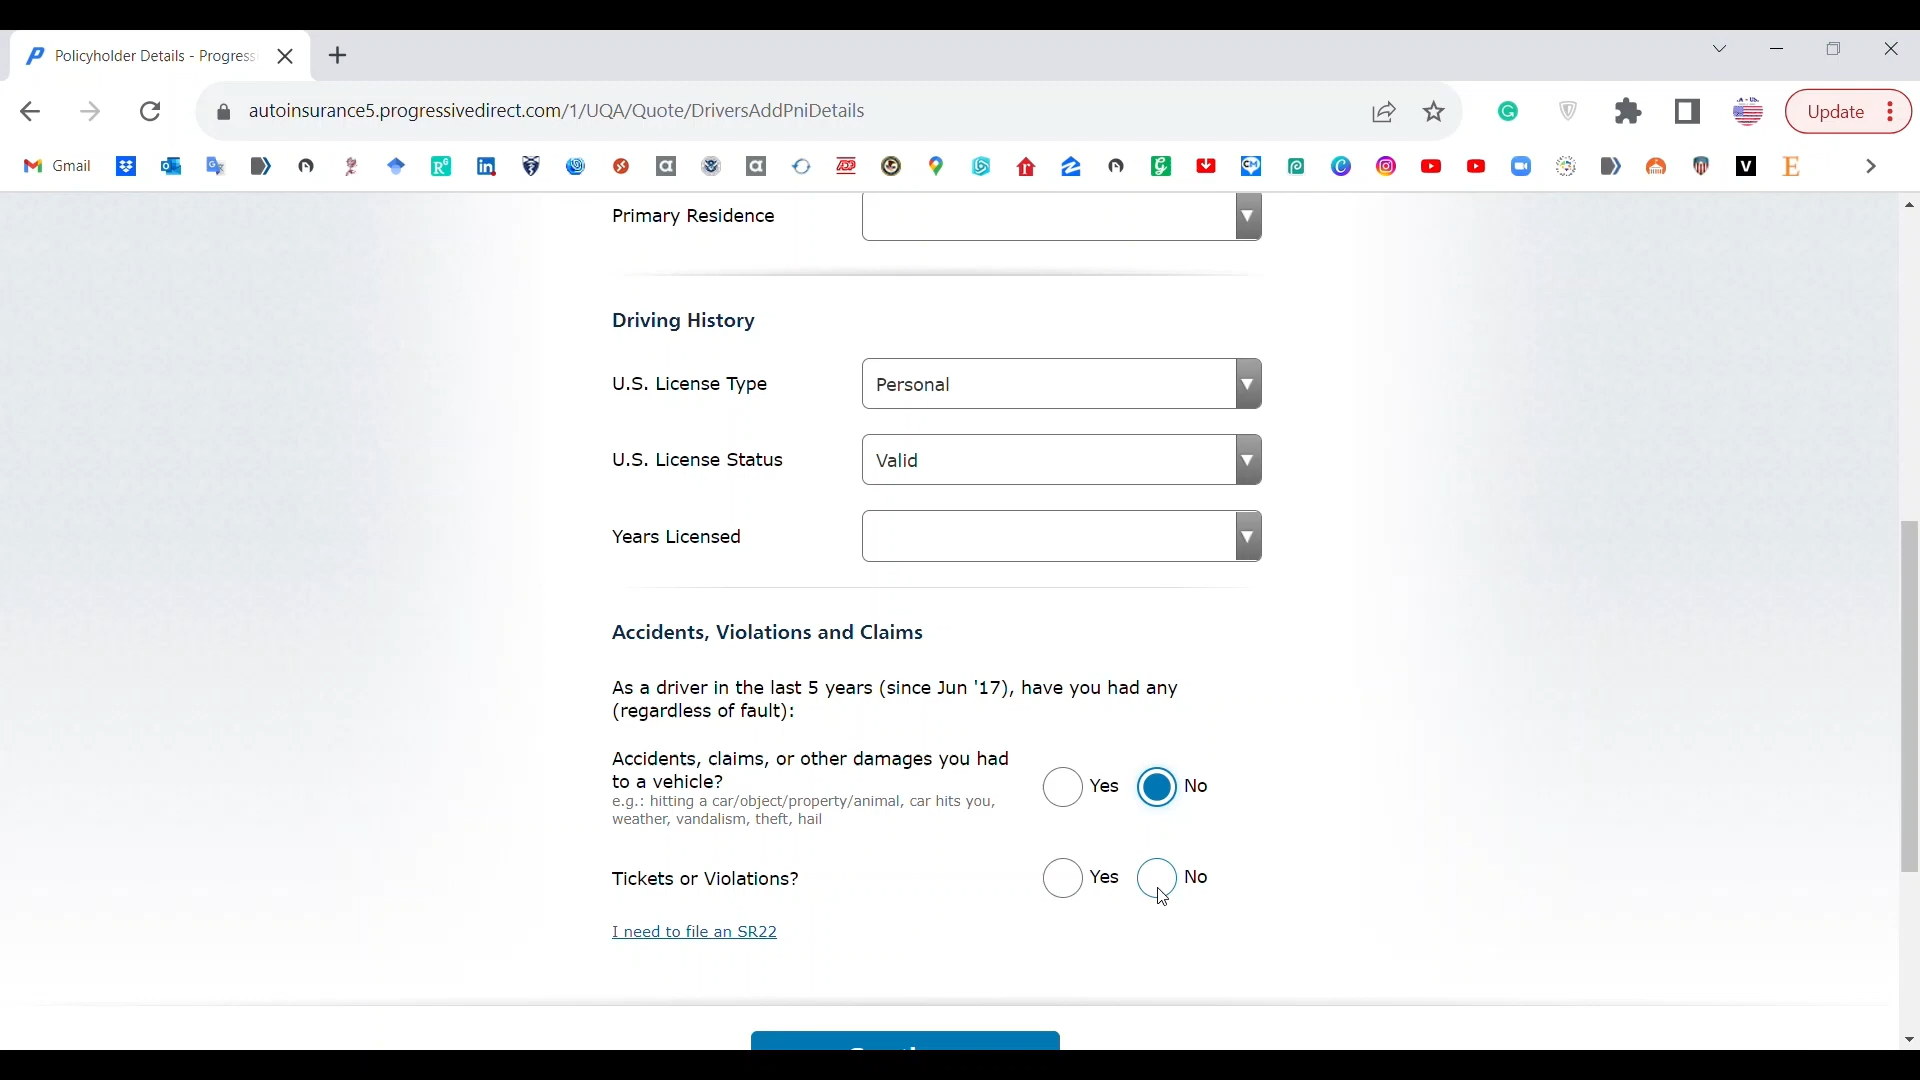 Policyholder Details - Progress
autoinsurance5.progressivedirect.com/1/UQA/Quote/DriversAddPniDetails
Update
Gmail
Primary Residence
Driving History
U.S. License Type
Personal
U.S. License Status
Valid
Years Licensed
Accidents, Violations and Claims
As a driver in the last 5 years (since Jun '17), have you had any
(regardless of fault):
Accidents, claims, or other damages you had
to a vehicle?
Yes
No
e.g.: hitting a car/object/property/animal, car hits you,
weather, vandalism, theft, hail
Tickets or Violations?
Yes
No
I need to file an SR22